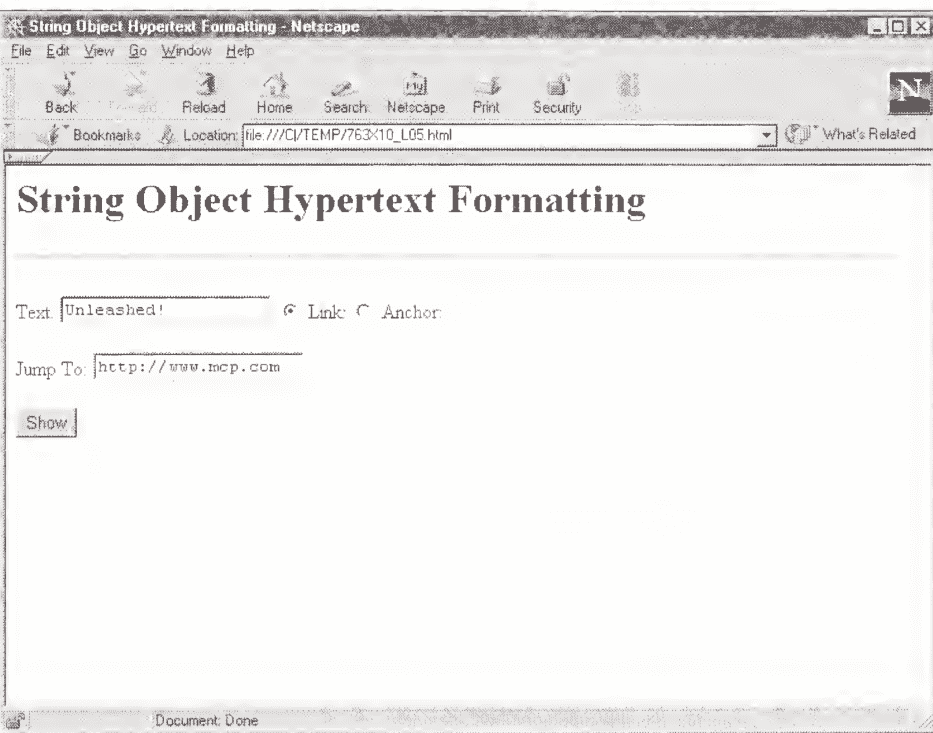 String Object Hypertext Formatting - Netscape
File Edit View Go Window Help
Back Forward Reload Home Search Netscape Print Security Stop
Bookmarks Location: file:///C|/TEMP/763X10_L05.html What's Related
String Object Hypertext Formatting
Text: Unleashed! Link: Anchor:
Jump To: http://www.mcp.com
Show
Document: Done